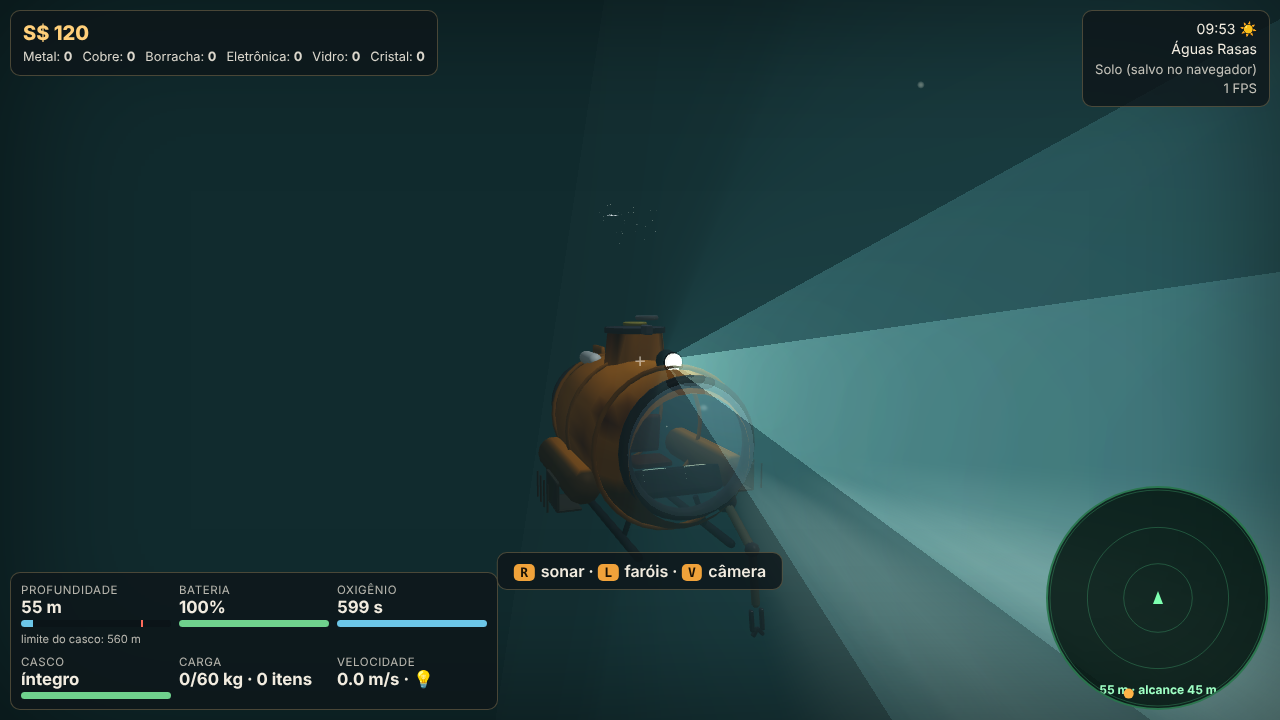 S$ 120
Metal: 0 Cobre: 0 Borracha: 0 Eletrônica: 0 Vidro: 0 Cristal: 0
09:53 ☀️
Águas Rasas
Solo (salvo no navegador)
1 FPS
R sonar · L faróis · V câmera
PROFUNDIDADE BATERIA OXIGÊNIO
55 m 100% 599 s
limite do casco: 560 m
CASCO CARGA VELOCIDADE
íntegro 0/60 kg · 0 itens 0.0 m/s · 💡
55 m · alcance 45 m